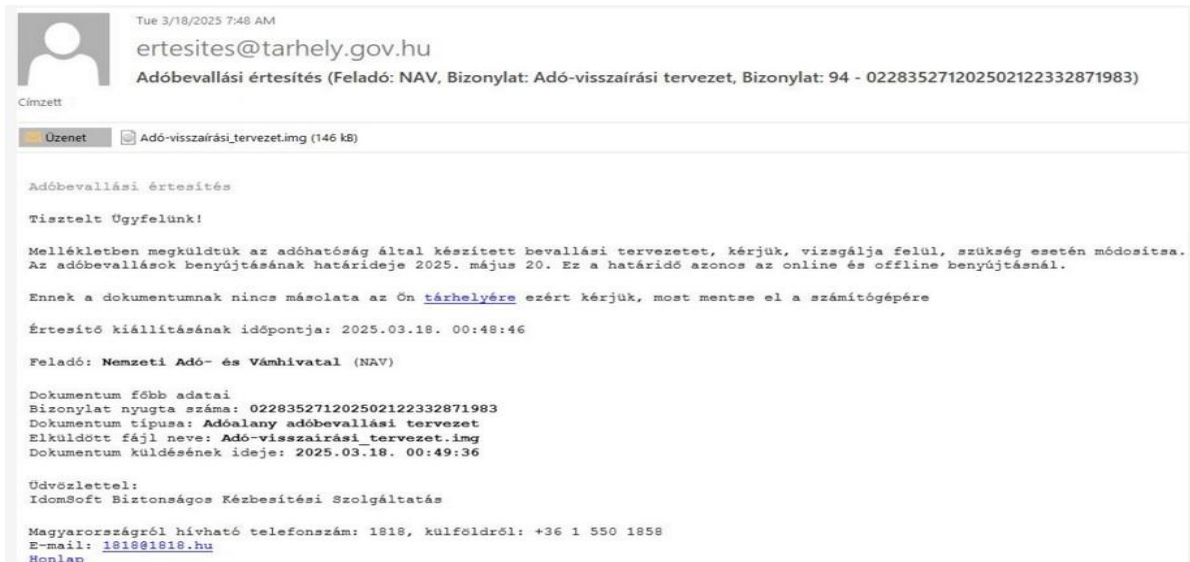 Tue 3/18/2025 7:48 AM
ertesites@tarhely.gov.hu
Adóbevallási értesítés (Feladó: NAV, Bizonylat: Adó-visszaírási tervezet, Bizonylat: 94 - 022835271202502122332871983)
Címzett
Üzenet Adó-visszaírási_tervezet.img (146 kB)
Adóbevallási értesítés
Tisztelt Ügyfelünk!
Mellékletben megküldtük az adóhatóság által készített bevallási tervezetet, kérjük, vizsgálja felül, szükség esetén módosítsa.
Az adóbevallások benyújtásának határideje 2025. május 20. Ez a határidő azonos az online és offline benyújtásnál.
Ennek a dokumentumnak nincs másolata az Ön tárhelyére ezért kérjük, most mentse el a számítógépére
Értesítő kiállításának időpontja: 2025.03.18. 00:48:46
Feladó: Nemzeti Adó- és Vámhivatal (NAV)
Dokumentum főbb adatai
Bizonylat nyugta száma: 022835271202502122332871983
Dokumentum típusa: Adóalany adóbevallási tervezet
Elküldött fájl neve: Adó-visszaírási_tervezet.img
Dokumentum küldésének ideje: 2025.03.18. 00:49:36
Üdvözlettel:
IdomSoft Biztonságos Kézbesítési Szolgáltatás
Magyarországról hívható telefonszám: 1818, külföldről: +36 1 550 1858
E-mail: 1818@1818.hu
Honlap